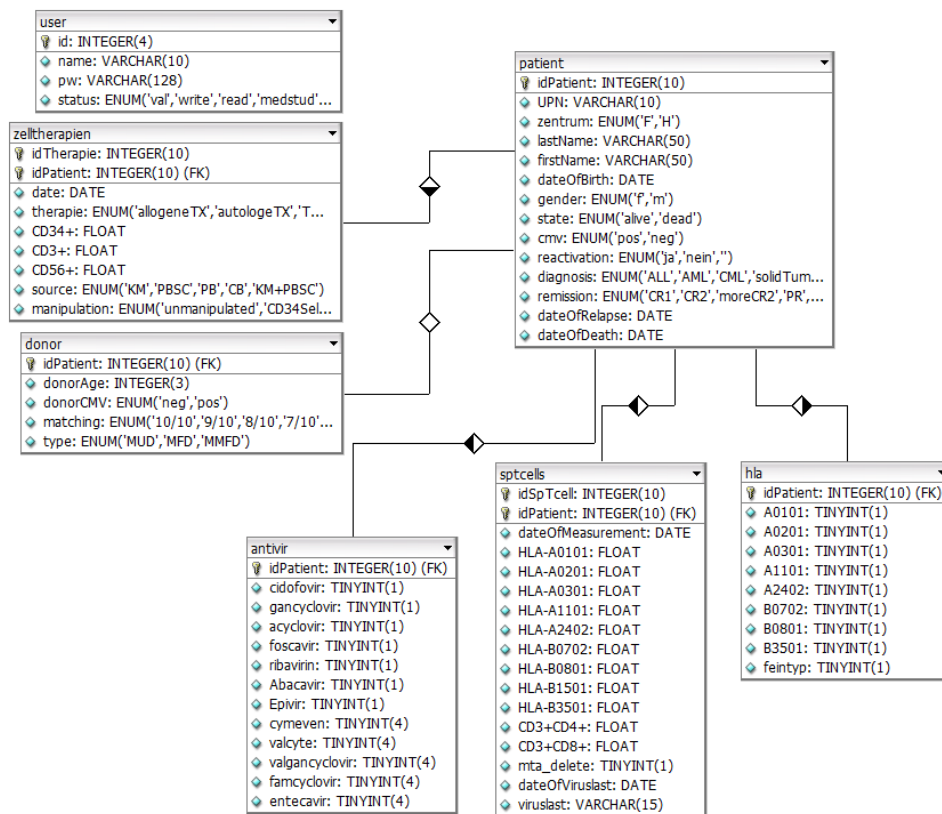 user
id: INTEGER(4)
name: VARCHAR(10)
pw: VARCHAR(128)
status: ENUM('val','write','read','medstud'...
zelltherapien
idTherapie: INTEGER(10)
idPatient: INTEGER(10) (FK)
date: DATE
therapie: ENUM('allogeneTX','autologeTX','T...
CD34+: FLOAT
CD3+: FLOAT
CD56+: FLOAT
source: ENUM('KM','PBSC','PB','CB','KM+PBSC')
manipulation: ENUM('unmanipulated','CD34Sel...
donor
idPatient: INTEGER(10) (FK)
donorAge: INTEGER(3)
donorCMV: ENUM('neg','pos')
matching: ENUM('10/10','9/10','8/10','7/10'...
type: ENUM('MUD','MFD','MMFD')
patient
idPatient: INTEGER(10)
UPN: VARCHAR(10)
zentrum: ENUM('F','H')
lastName: VARCHAR(50)
firstName: VARCHAR(50)
dateOfBirth: DATE
gender: ENUM('f','m')
state: ENUM('alive','dead')
cmv: ENUM('pos','neg')
reactivation: ENUM('ja','nein','')
diagnosis: ENUM('ALL','AML','CML','solidTum...
remission: ENUM('CR1','CR2','moreCR2','PR',...
dateOfRelapse: DATE
dateOfDeath: DATE
antivir
idPatient: INTEGER(10) (FK)
cidofovir: TINYINT(1)
gancyclovir: TINYINT(1)
acyclovir: TINYINT(1)
foscavir: TINYINT(1)
ribavirin: TINYINT(1)
Abacavir: TINYINT(1)
Epivir: TINYINT(1)
cymeven: TINYINT(4)
valcyte: TINYINT(4)
valgancyclovir: TINYINT(4)
famcyclovir: TINYINT(4)
entecavir: TINYINT(4)
sptcells
idSpTcell: INTEGER(10)
idPatient: INTEGER(10) (FK)
dateOfMeasurement: DATE
HLA-A0101: FLOAT
HLA-A0201: FLOAT
HLA-A0301: FLOAT
HLA-A1101: FLOAT
HLA-A2402: FLOAT
HLA-B0702: FLOAT
HLA-B0801: FLOAT
HLA-B1501: FLOAT
HLA-B3501: FLOAT
CD3+CD4+: FLOAT
CD3+CD8+: FLOAT
mta_delete: TINYINT(1)
dateOfViruslast: DATE
viruslast: VARCHAR(15)
hla
idPatient: INTEGER(10) (FK)
A0101: TINYINT(1)
A0201: TINYINT(1)
A0301: TINYINT(1)
A1101: TINYINT(1)
A2402: TINYINT(1)
B0702: TINYINT(1)
B0801: TINYINT(1)
B3501: TINYINT(1)
feintyp: TINYINT(1)